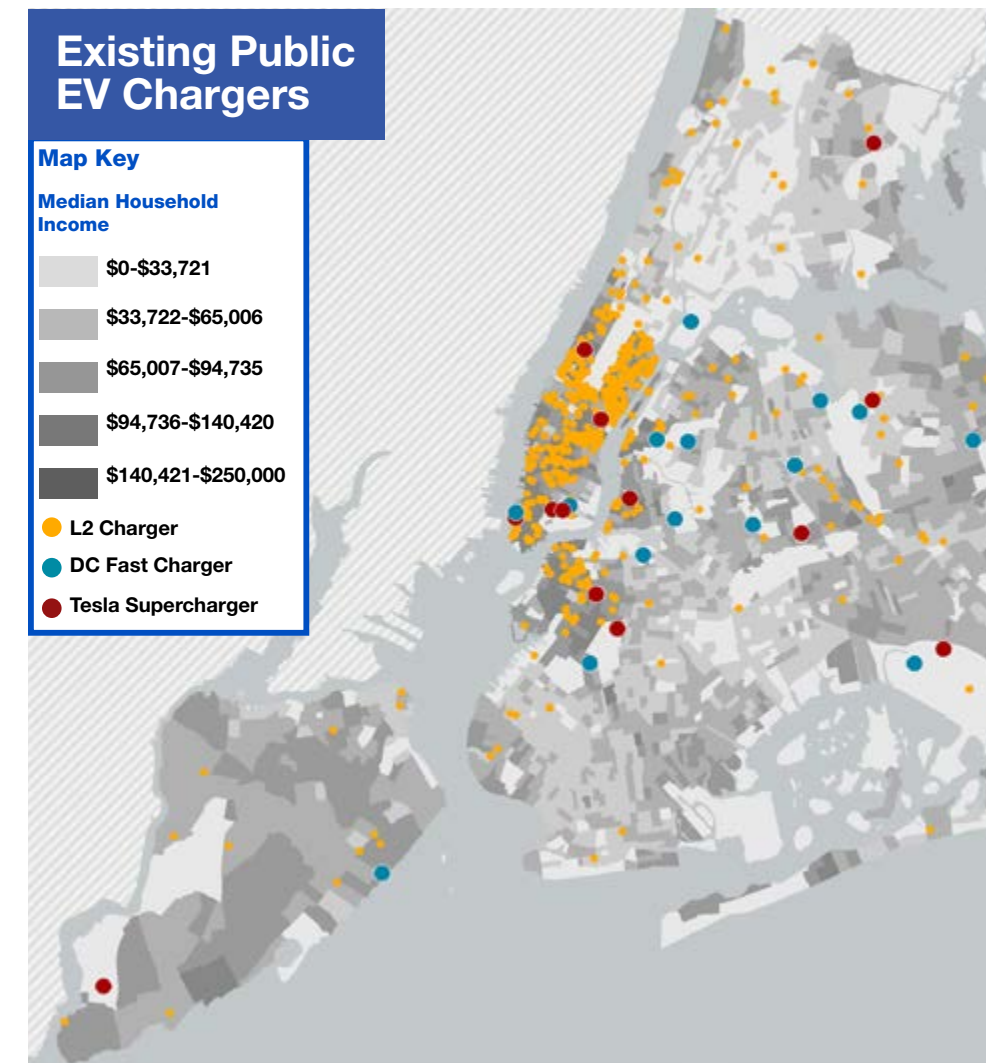 Existing Public
EV Chargers
Map Key
Median Household
Income
$0-$33,721
$33,722-$65,006
$65,007-$94,735
$94,736-$140,420
$140,421-$250,000
L2 Charger
DC Fast Charger
Tesla Supercharger